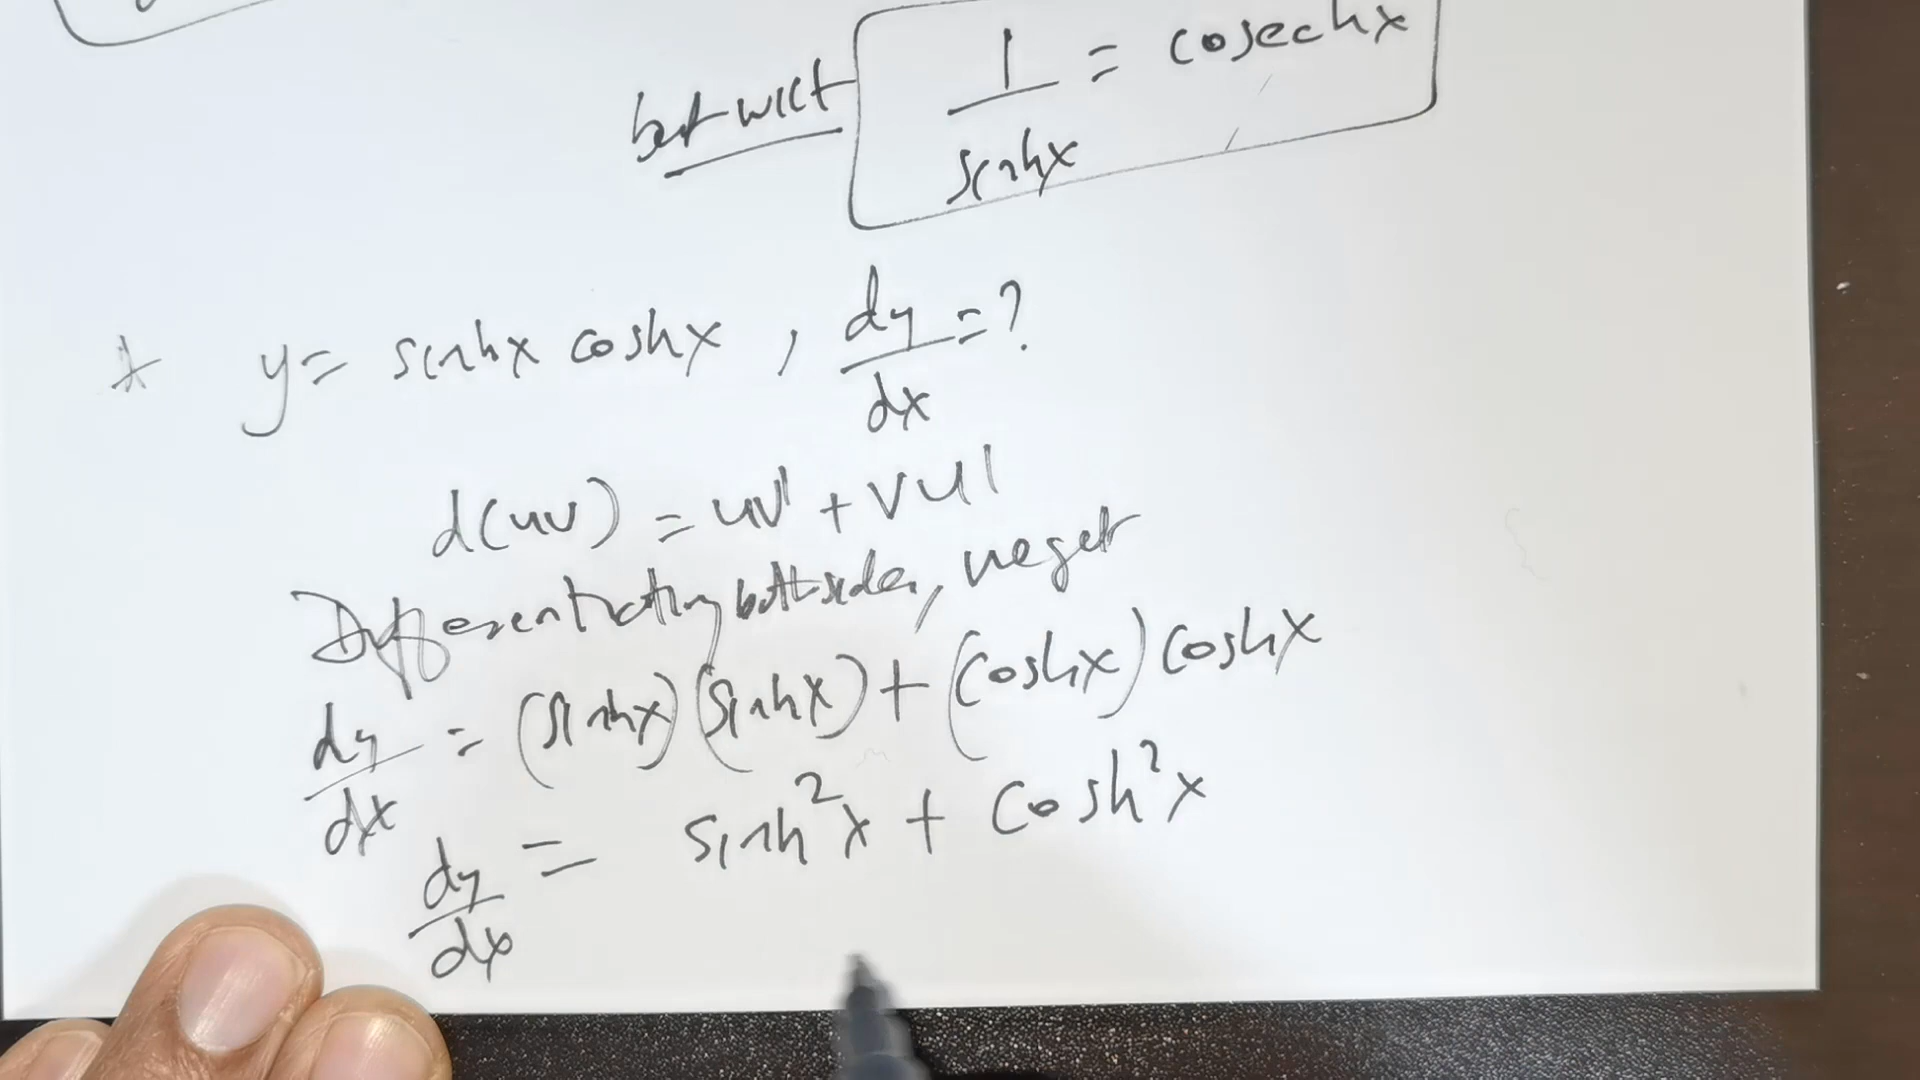 1/sinhx = cosechx
* y = sinhx coshx , dy/dx = ?
d(uv) = uv' + vu'
Differentiating both sides, we get
dy/dx = (sinhx)(sinhx) + (coshx) coshx
dy/dx = sinh²x + cosh²x